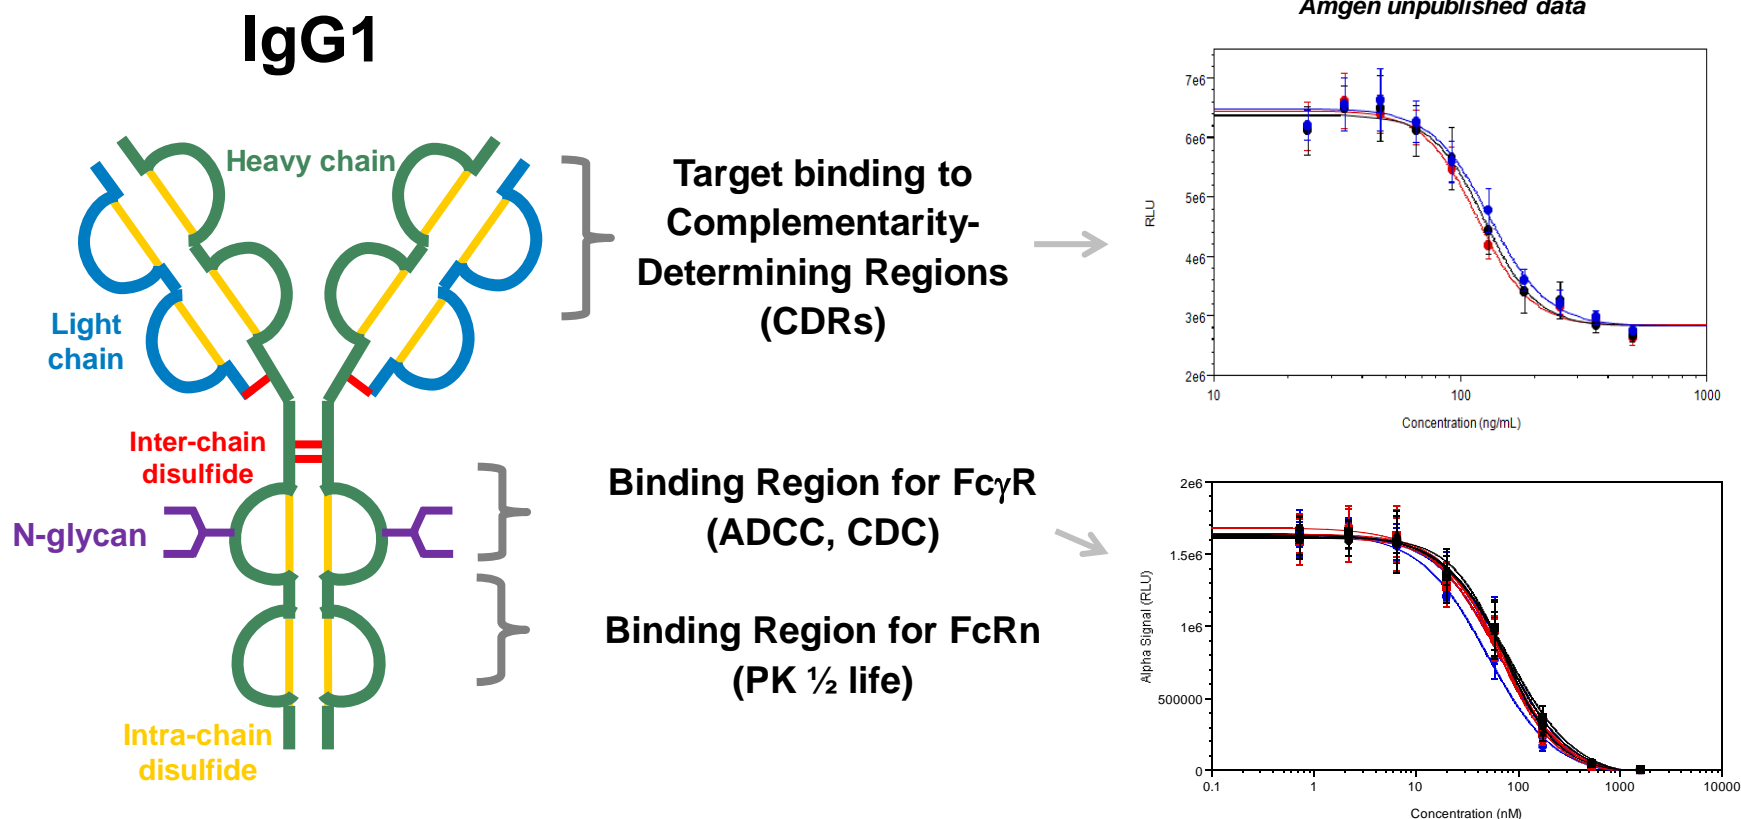 IgG1
Amgen unpublished data
Heavy chain
Light
chain
Inter-chain
disulfide
N-glycan
Intra-chain
disulfide
Target binding to
Complementarity-
Determining Regions
(CDRs)
Binding Region for FcγR
(ADCC, CDC)
Binding Region for FcRn
(PK ½ life)
7e6
6e6
5e6
4e6
3e6
2e6
RLU
10
100
1000
Concentration (ng/mL)
2e6
1.5e6
1e6
500000
0
Alpha Signal (RLU)
0.1
1
10
100
1000
10000
Concentration (nM)